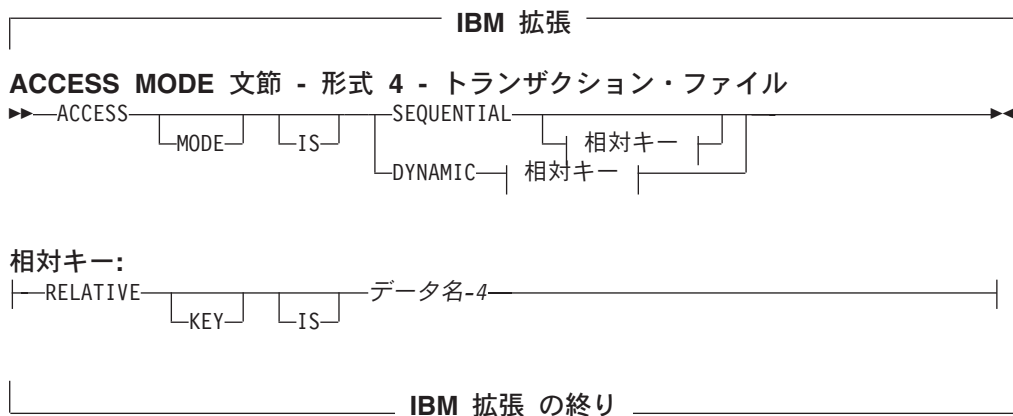 IBM 拡張
ACCESS MODE 文節 - 形式 4 - トランザクション・ファイル
ACCESS MODE IS SEQUENTIAL 相対キー
DYNAMIC 相対キー
相対キー:
RELATIVE KEY IS データ名-4
IBM 拡張 の終り